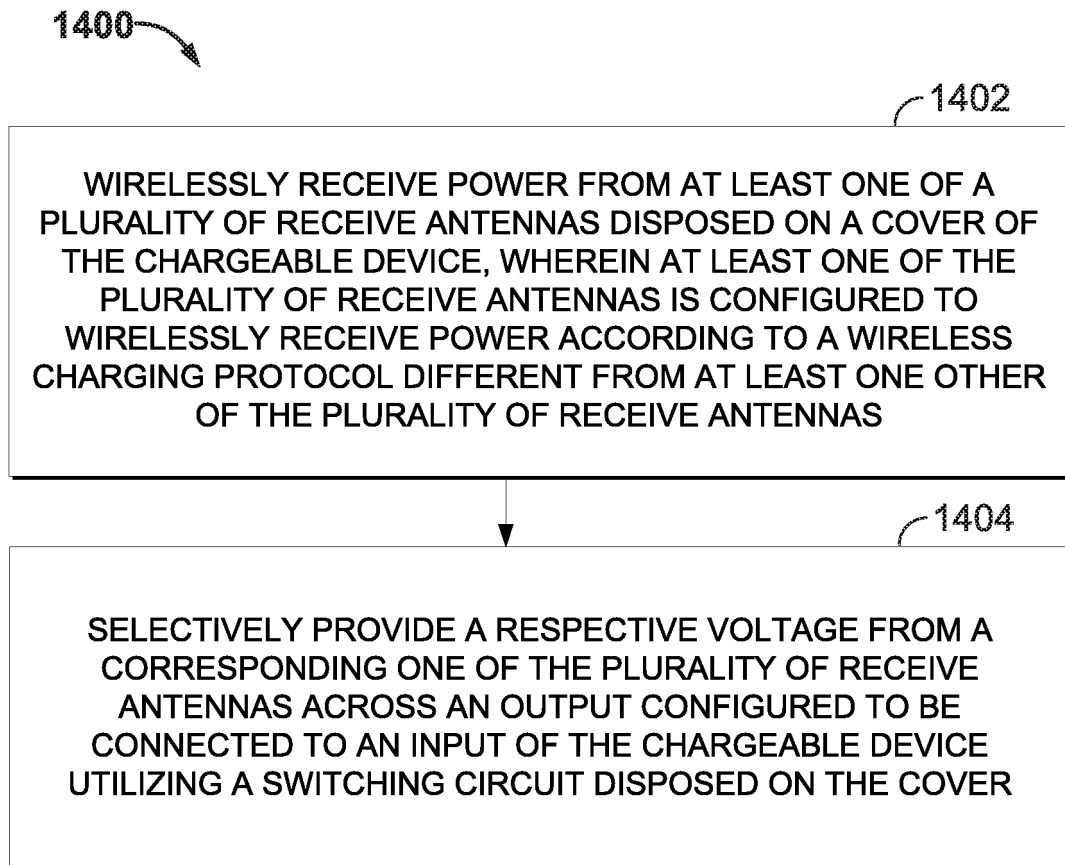 1400
1402
WIRELESSLY RECEIVE POWER FROM AT LEAST ONE OF A
PLURALITY OF RECEIVE ANTENNAS DISPOSED ON A COVER OF
THE CHARGEABLE DEVICE, WHEREIN AT LEAST ONE OF THE
PLURALITY OF RECEIVE ANTENNAS IS CONFIGURED TO
WIRELESSLY RECEIVE POWER ACCORDING TO A WIRELESS
CHARGING PROTOCOL DIFFERENT FROM AT LEAST ONE OTHER
OF THE PLURALITY OF RECEIVE ANTENNAS
1404
SELECTIVELY PROVIDE A RESPECTIVE VOLTAGE FROM A
CORRESPONDING ONE OF THE PLURALITY OF RECEIVE
ANTENNAS ACROSS AN OUTPUT CONFIGURED TO BE
CONNECTED TO AN INPUT OF THE CHARGEABLE DEVICE
UTILIZING A SWITCHING CIRCUIT DISPOSED ON THE COVER